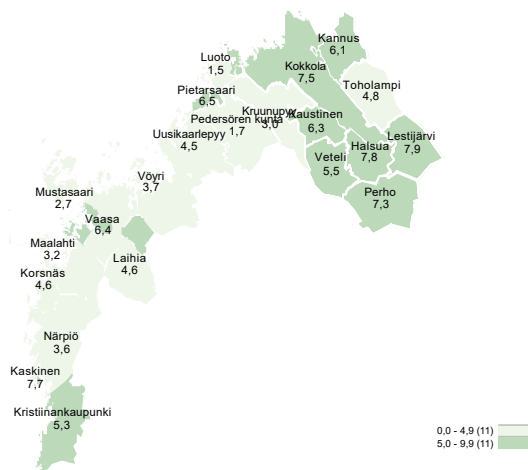 Kannus
6,1
Luoto
1,5
Kokkola
7,5
Toholampi
4,8
Pietarsaari
6,5
Kruunupyy
3,0
Kaustinen
6,3
Pedersören kunta
1,7
Uusikaarlepyy
4,5
Lestijärvi
7,9
Halsua
7,8
Veteli
5,5
Perho
7,3
Vöyri
3,7
Mustasaari
2,7
Vaasa
6,4
Maalahti
3,2
Laihia
4,6
Korsnäs
4,6
Närpiö
3,6
Kaskinen
7,7
Kristiinankaupunki
5,3
0,0 - 4,9 (11)
5,0 - 9,9 (11)